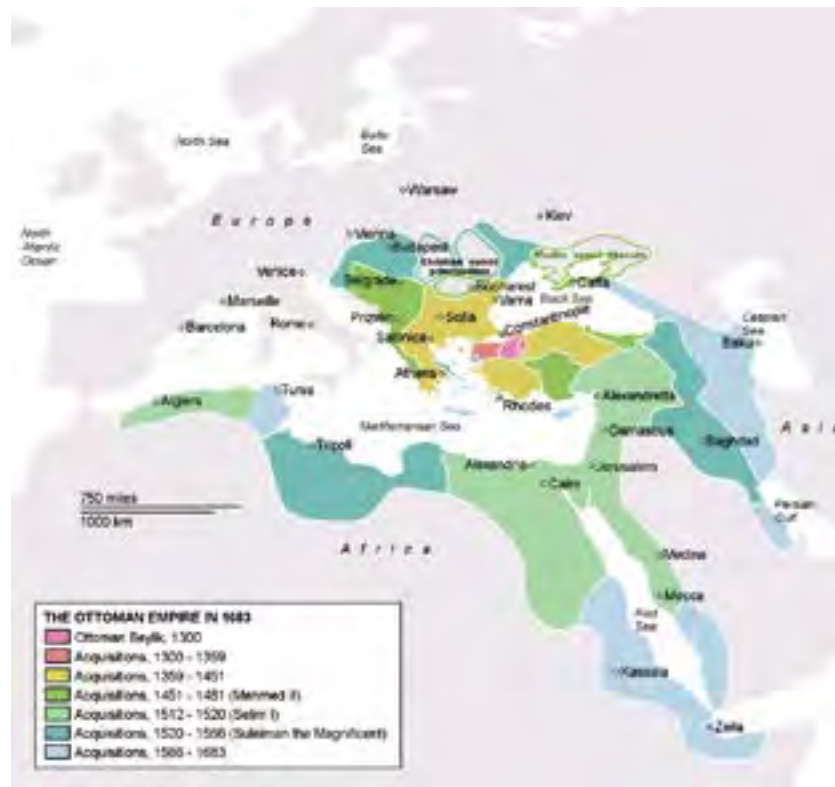 North Sea
Baltic
Sea
Warsaw
Kiev
Europe
North
Atlantic
Ocean
Vienna
Budapest
Venice
Belgrade
Bucharest
Caffa
Varna
Black Sea
Marseille
Caspian
Sea
Barcelona
Rome
Prizren
Sofia
Constantinople
Salonica
Baku
Athens
Algiers
Tunis
Rhodes
Alexandretta
Mediterranean Sea
Damascus
Baghdad
Tripoli
Alexandria
Jerusalem
Cairo
Persian
Gulf
750 miles
1000 km
Africa
Medina
Mecca
Red
Sea
Kassala
Zeila
THE OTTOMAN EMPIRE IN 1683
Ottoman Beylik, 1300
Acquisitions, 1300 - 1359
Acquisitions, 1359 - 1451
Acquisitions, 1451 - 1481 (Mehmed II)
Acquisitions, 1512 - 1520 (Selim I)
Acquisitions, 1520 - 1566 (Suleiman the Magnificent)
Acquisitions, 1566 - 1683